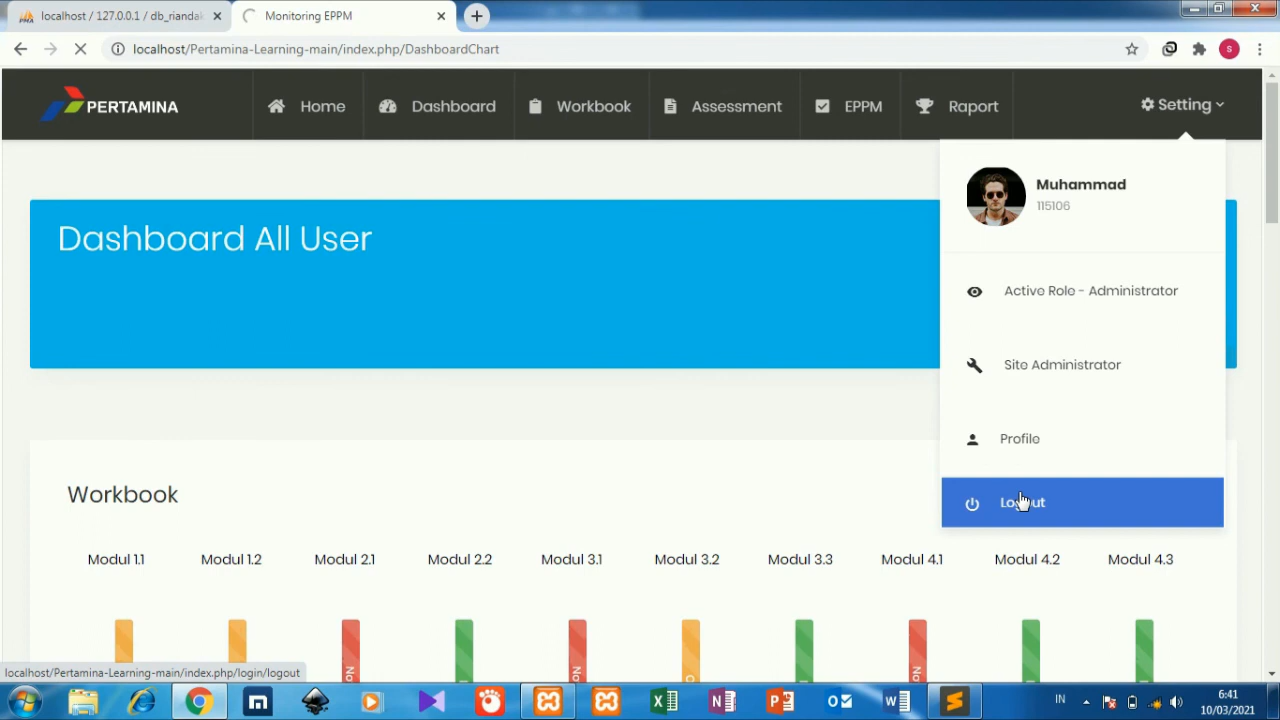 localhost / 127.0.0.1 / db_riandak
Monitoring EPPM
localhost/Pertamina-Learning-main/index.php/DashboardChart
S
PERTAMINA
Home
Dashboard
Workbook
Assessment
EPPM
Raport
Setting
Muhammad
115106
Dashboard All User
Active Role - Administrator
Site Administrator
Profile
Logout
Workbook
Modul 1.1
Modul 1.2
Modul 2.1
Modul 2.2
Modul 3.1
Modul 3.2
Modul 3.3
Modul 4.1
Modul 4.2
Modul 4.3
localhost/Pertamina-Learning-main/index.php/login/logout
IN
6:41
10/03/2021